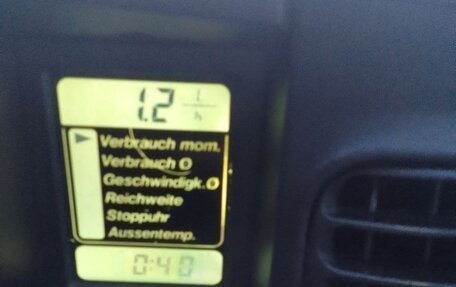 1.2 L/h
Verbrauch mom.
Verbrauch Ø
Geschwindigk. Ø
Reichweite
Stoppuhr
Aussentemp.
0:40